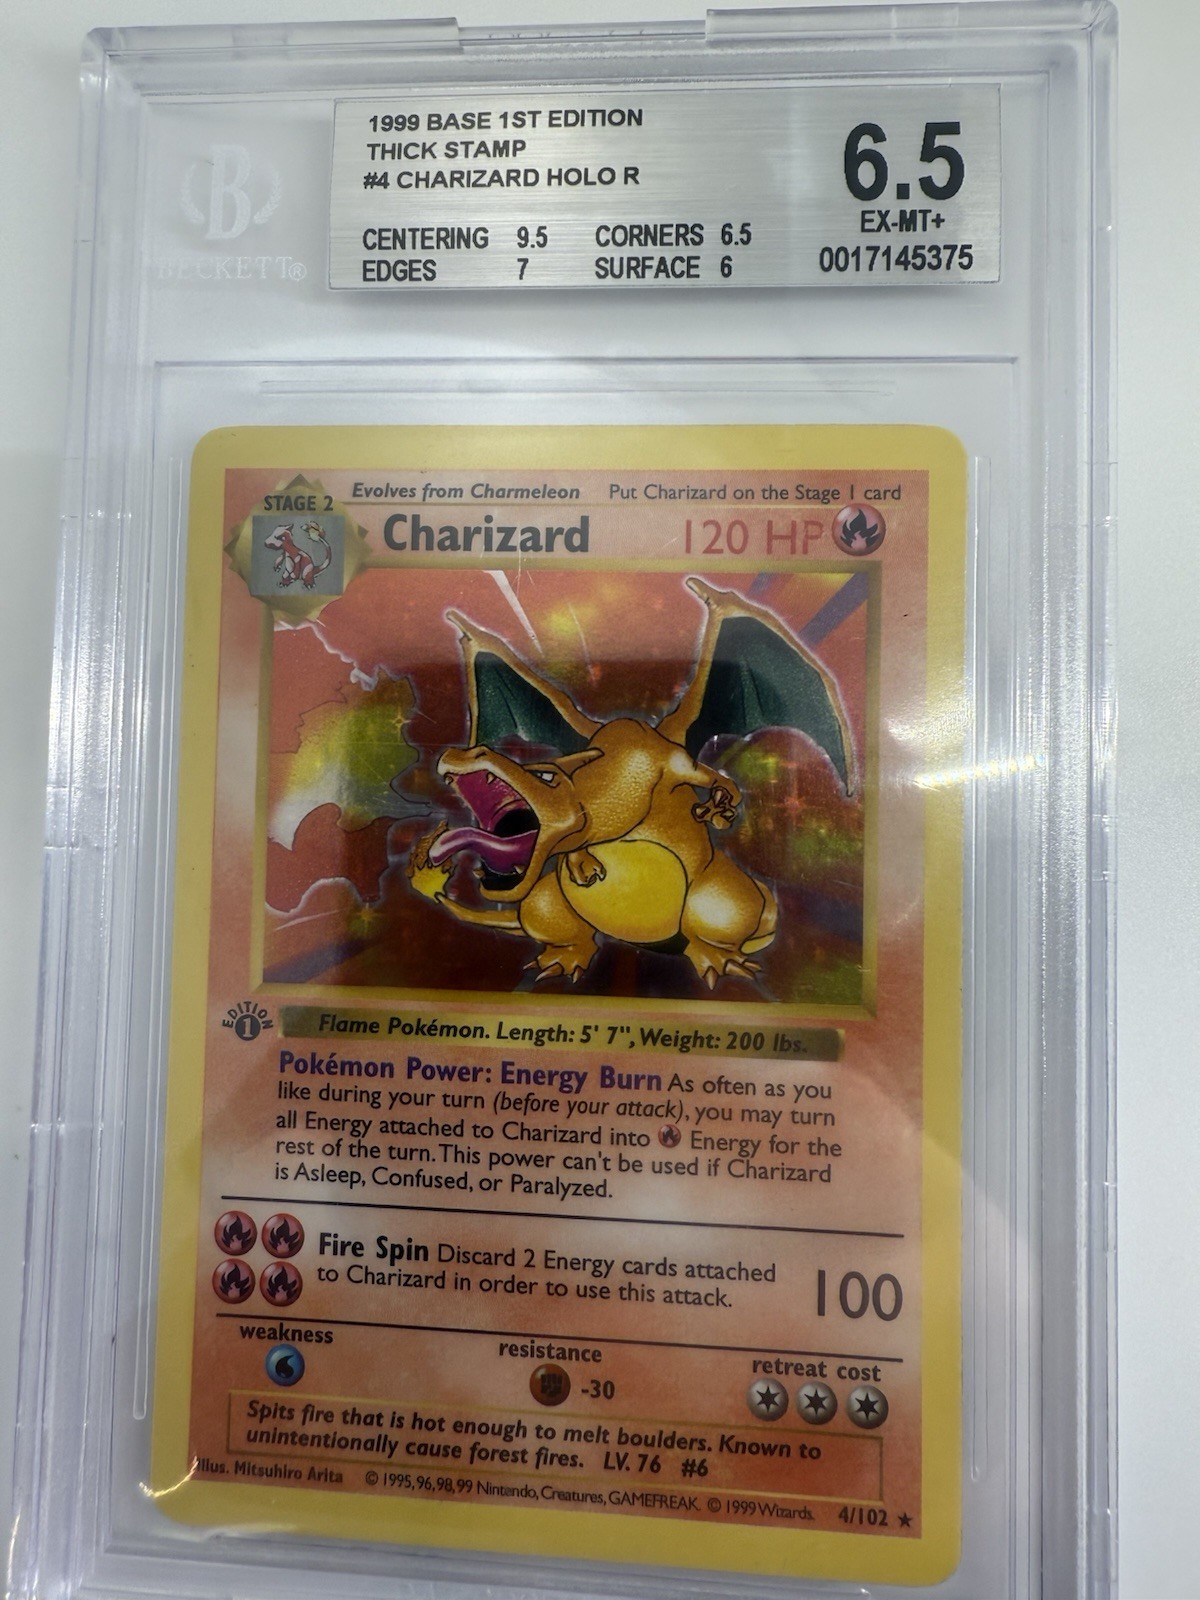 1999 BASE 1ST EDITION
THICK STAMP
#4 CHARIZARD HOLO R
6.5
EX-MT+
CENTERING 9.5 CORNERS 6.5
EDGES 7 SURFACE 6
0017145375
B
BECKETT®
STAGE 2
Evolves from Charmeleon Put Charizard on the Stage 1 card
Charizard 120 HP
EDITION
1
Flame Pokémon. Length: 5' 7", Weight: 200 lbs.
Pokémon Power: Energy Burn As often as you
like during your turn (before your attack), you may turn
all Energy attached to Charizard into Energy for the
rest of the turn. This power can't be used if Charizard
is Asleep, Confused, or Paralyzed.
Fire Spin Discard 2 Energy cards attached
to Charizard in order to use this attack.
100
weakness
resistance
-30
retreat cost
Spits fire that is hot enough to melt boulders. Known to
unintentionally cause forest fires. LV. 76 #6
Illus. Mitsuhiro Arita © 1995, 96, 98, 99 Nintendo, Creatures, GAMEFREAK. © 1999 Wizards. 4/102 ★